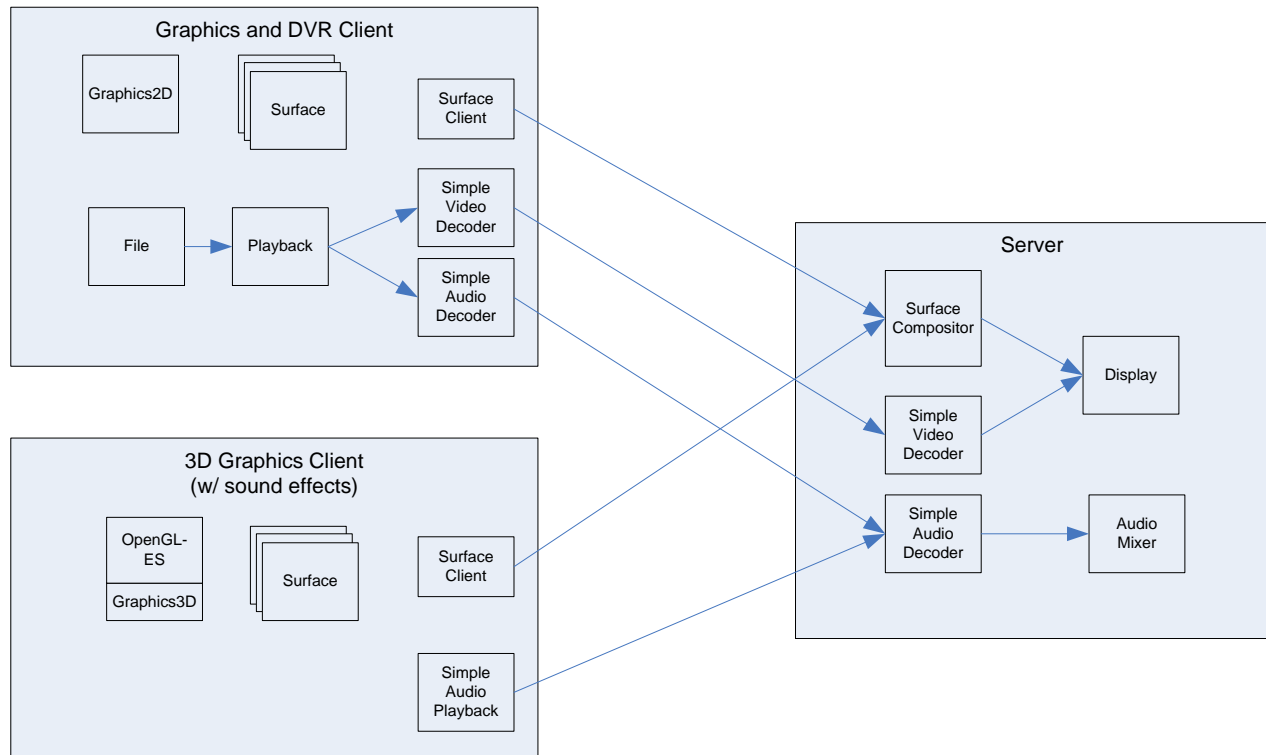 Graphics and DVR Client
Graphics2D
Surface
Surface
Client
File
Playback
Simple
Video
Decoder
Simple
Audio
Decoder
3D Graphics Client
(w/ sound effects)
OpenGL-
ES
Graphics3D
Surface
Surface
Client
Simple
Audio
Playback
Server
Surface
Compositor
Display
Simple
Video
Decoder
Simple
Audio
Decoder
Audio
Mixer